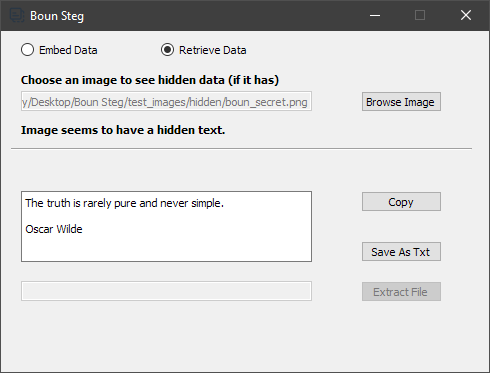 Boun Steg
Embed Data
Retrieve Data
Choose an image to see hidden data (if it has)
y/Desktop/Boun Steg/test_images/hidden/boun_secret.png
Browse Image
Image seems to have a hidden text.
The truth is rarely pure and never simple.
Oscar Wilde
Copy
Save As Txt
Extract File